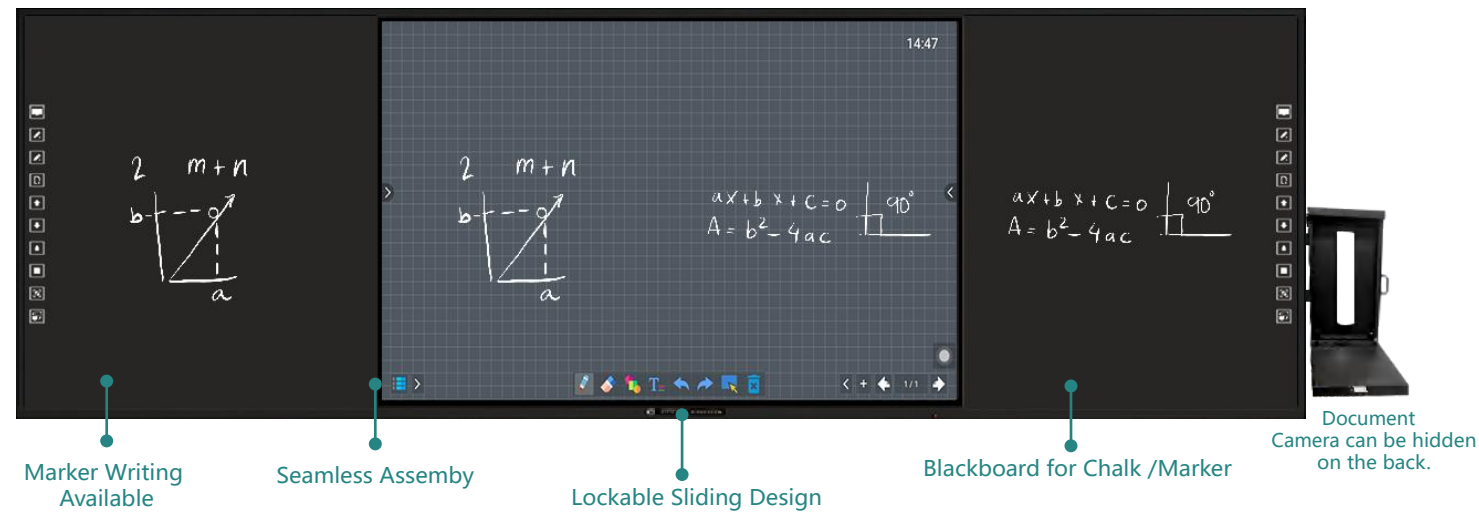 14:47
2 m+n
b
a
2 m+n
b
a
ax+b x+c=0
A=b²-4ac
90°
ax+b x+c=0
A=b²-4ac
90°
T
1/1
Marker Writing
Available
Seamless Assemby
Lockable Sliding Design
Blackboard for Chalk /Marker
Document
Camera can be hidden
on the back.